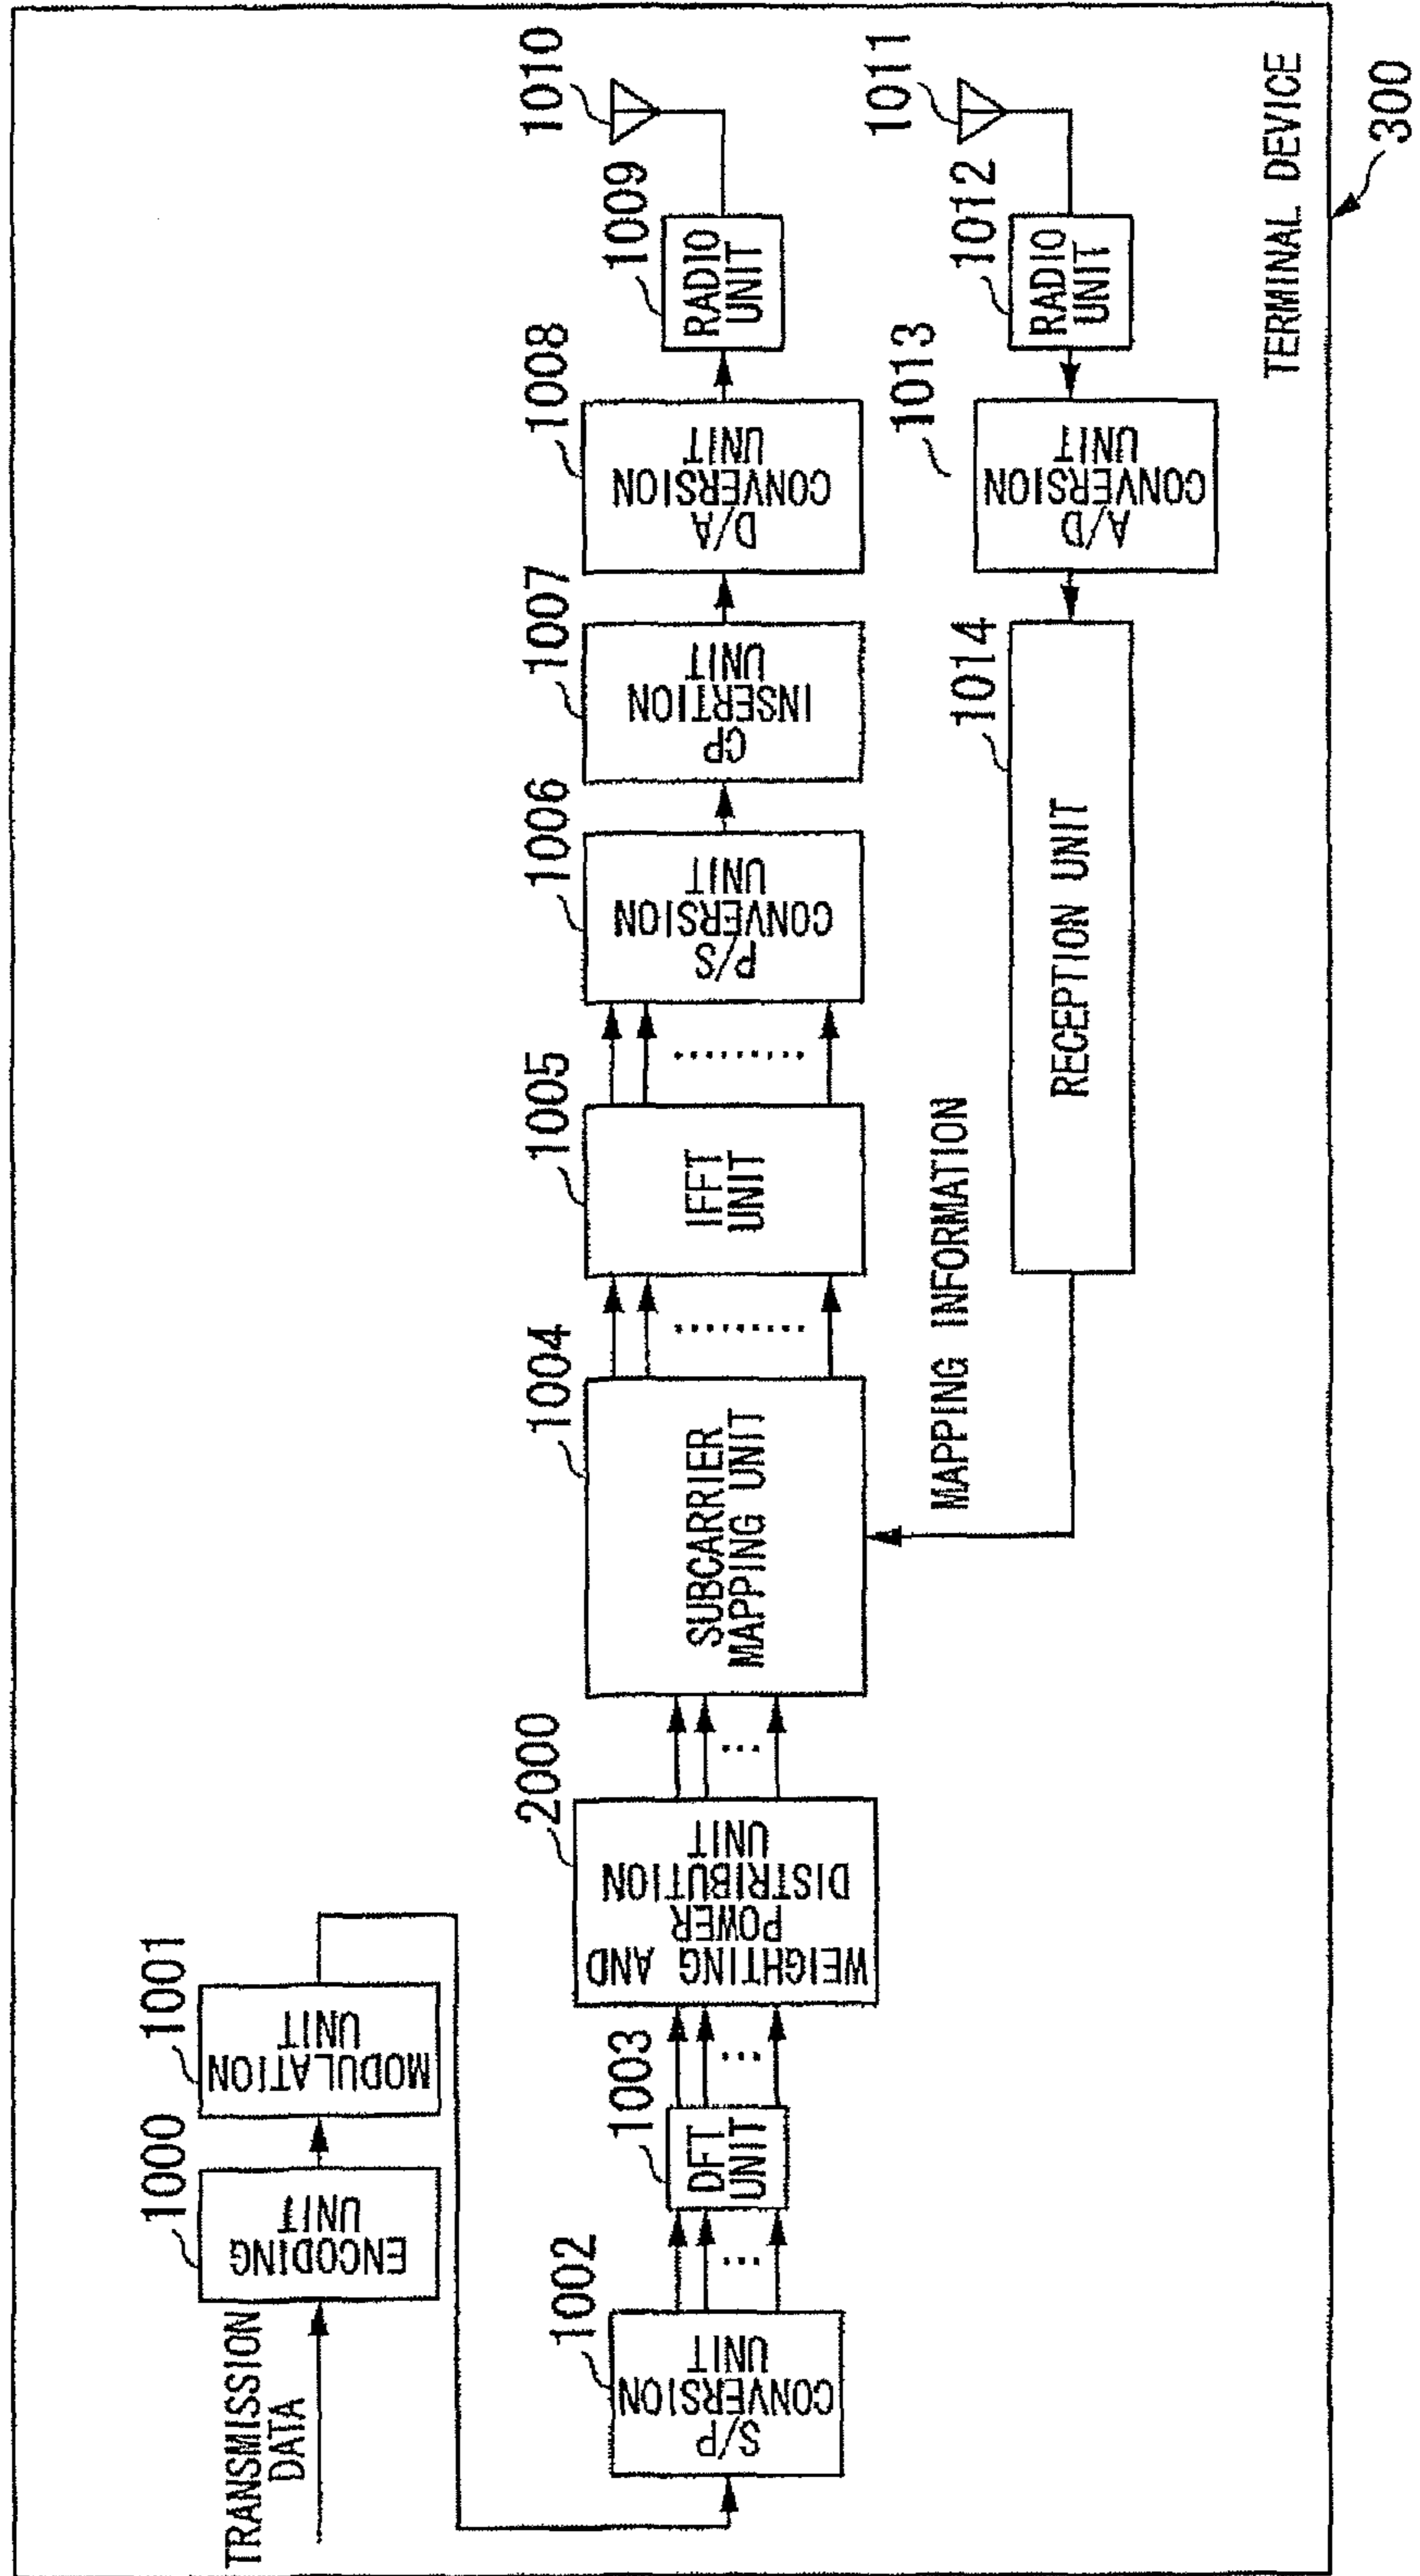 TRANSMISSION
DATA
1000
ENCODING
UNIT
1001
MODULATION
UNIT
1002
S/P
CONVERSION
UNIT
1003
DFT
UNIT
2000
WEIGHTING AND
POWER
DISTRIBUTION
UNIT
1004
SUBCARRIER
MAPPING UNIT
1005
IFFT
UNIT
1006
P/S
CONVERSION
UNIT
1007
CP
INSERTION
UNIT
1008
D/A
CONVERSION
UNIT
1009
RADIO
UNIT
1010
MAPPING INFORMATION
1014
RECEPTION UNIT
1013
A/D
CONVERSION
UNIT
1012
RADIO
UNIT
1011
TERMINAL DEVICE
300